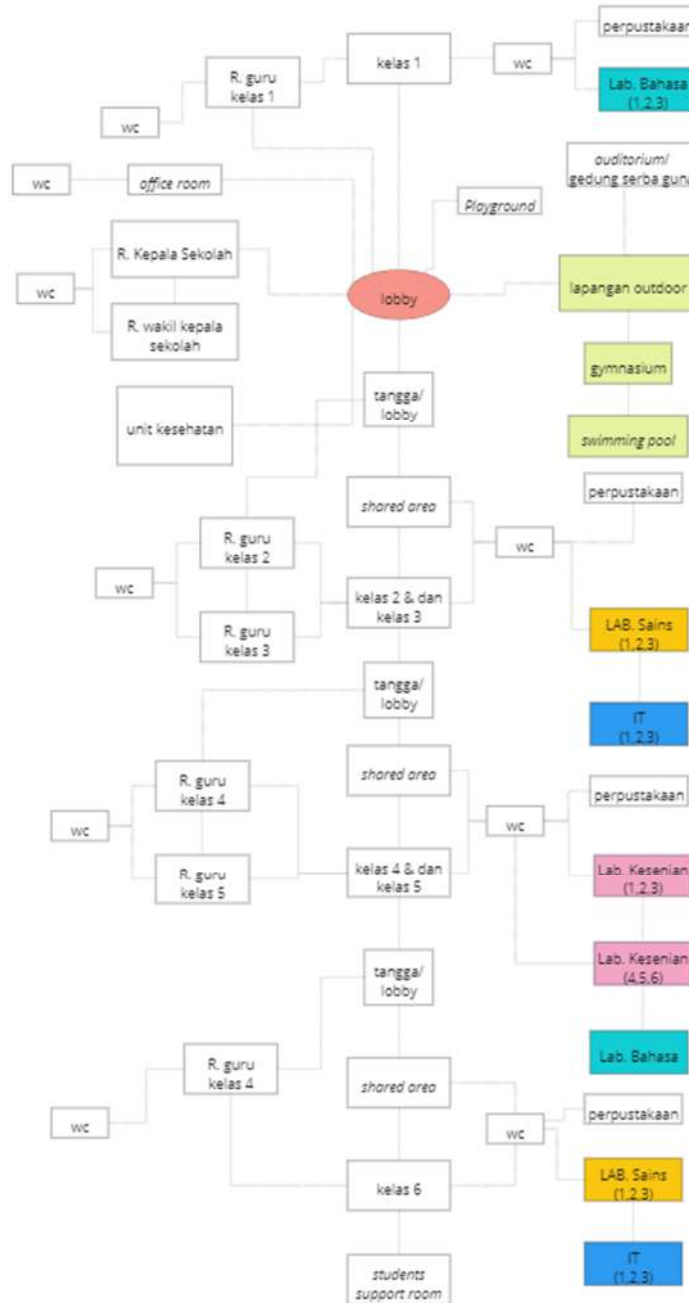 perpustakaan
kelas 1
wc
R. guru
kelas 1
Lab. Bahasa
(1,2,3)
wc
auditorium/
gedung serba guna
wc
office room
Playground
R. Kepala Sekolah
wc
lobby
lapangan outdoor
R. wakil kepala
sekolah
gymnasium
tangga/
lobby
unit kesehatan
swimming pool
perpustakaan
shared area
R. guru
kelas 2
wc
wc
kelas 2 & dan
kelas 3
R. guru
kelas 3
LAB. Sains
(1,2,3)
tangga/
lobby
IT
(1,2,3)
shared area
R. guru
kelas 4
perpustakaan
wc
wc
kelas 4 & dan
kelas 5
R. guru
kelas 5
Lab. Kesenian
(1,2,3)
Lab. Kesenian
(4,5,6)
tangga/
lobby
Lab. Bahasa
R. guru
kelas 4
shared area
perpustakaan
wc
wc
kelas 6
LAB. Sains
(1,2,3)
IT
(1,2,3)
students
support room